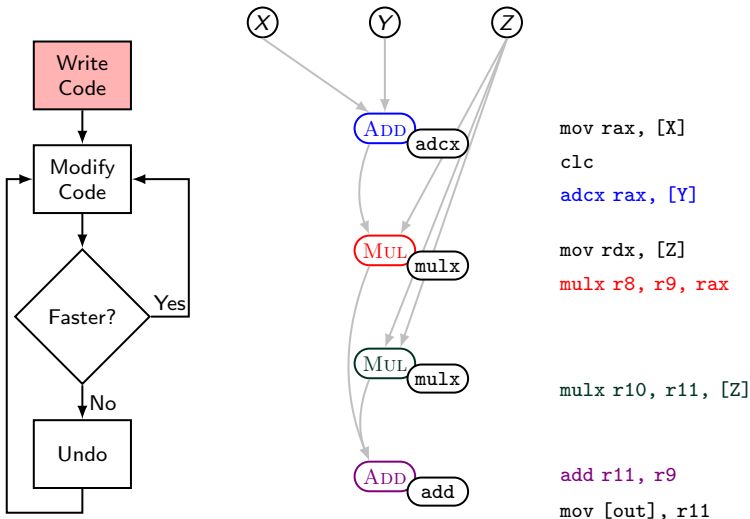 Write
Code
Modify
Code
Faster?
Yes
No
Undo
X
Y
Z
ADD
adcx
MUL
mulx
MUL
mulx
ADD
add
mov rax, [X]
clc
adcx rax, [Y]
mov rdx, [Z]
mulx r8, r9, rax
mulx r10, r11, [Z]
add r11, r9
mov [out], r11